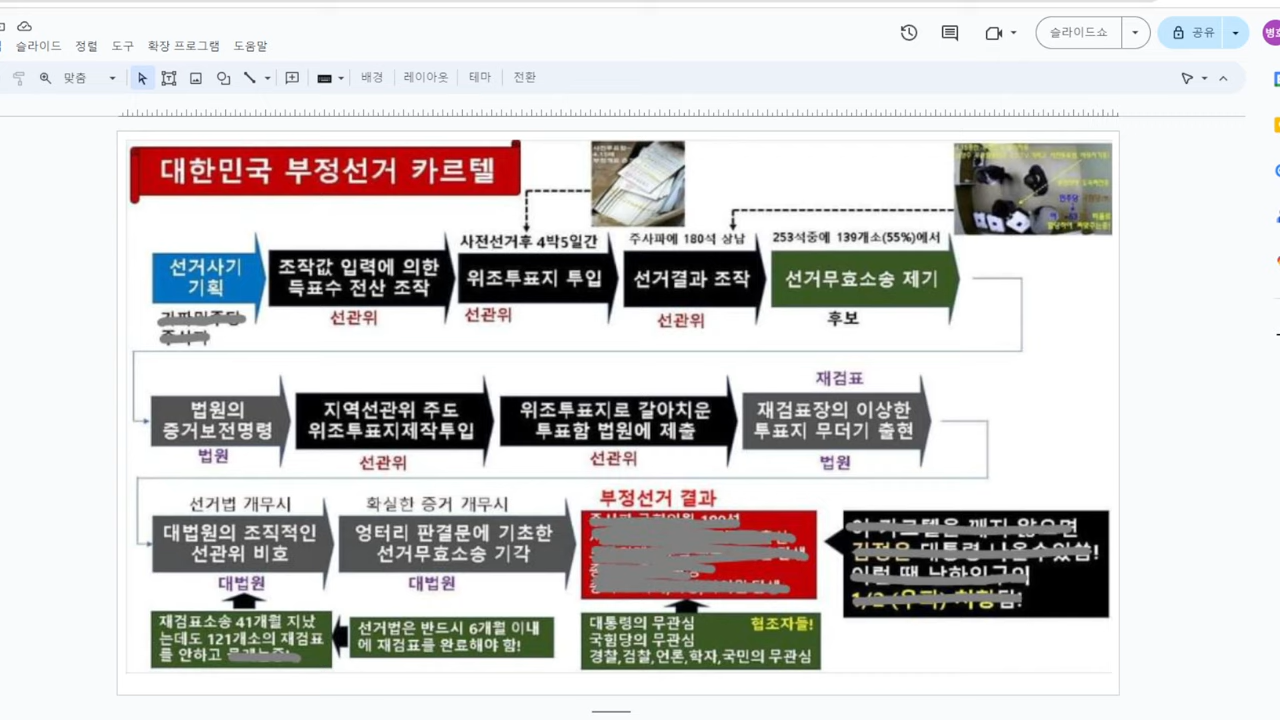 슬라이드 정렬 도구 확장 프로그램 도움말
슬라이드쇼
공유
맞춤
배경 레이아웃 테마 전환
대한민국 부정선거 카르텔
사전선거후 4박5일간
주사파에 180석 상납
253석중에 139개소(55%)에서
선거사기
기획
조작값 입력에 의한
득표수 전산 조작
선관위
위조투표지 투입
선관위
선거결과 조작
선관위
선거무효소송 제기
후보
법원의
증거보전명령
법원
지역선관위 주도
위조투표지제작투입
선관위
위조투표지로 갈아치운
투표함 법원에 제출
선관위
재검표
재검표장의 이상한
투표지 무더기 출현
법원
선거법 개무시
대법원의 조직적인
선관위 비호
대법원
확실한 증거 개무시
엉터리 판결문에 기초한
선거무효소송 기각
대법원
부정선거 결과
재검표소송 41개월 지났
는데도 121개소의 재검표
를 안하고
선거법은 반드시 6개월 이내
에 재검표를 완료해야 함!
대통령의 무관심
협조자들!
국힘당의 무관심
경찰,검찰,언론,학자,국민의 무관심